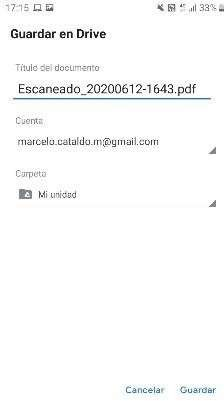 17:15
33%
Guardar en Drive
Título del documento
Escaneado_20200612-1643.pdf
Cuenta
marcelo.cataldo.m@gmail.com
Carpeta
Mi unidad
Cancelar Guardar